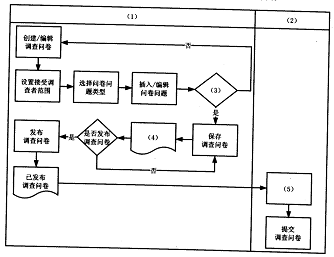 (1)
(2)
创建/编辑
调查问卷
否
设置接受调
查者范围
选择问卷问
题类型
插入/编辑
问卷问题
(3)
是
发布
调查问卷
是
是否发布
调查问卷
(4)
保存
调查问卷
否
已发布
调查问卷
(5)
提交
调查问卷